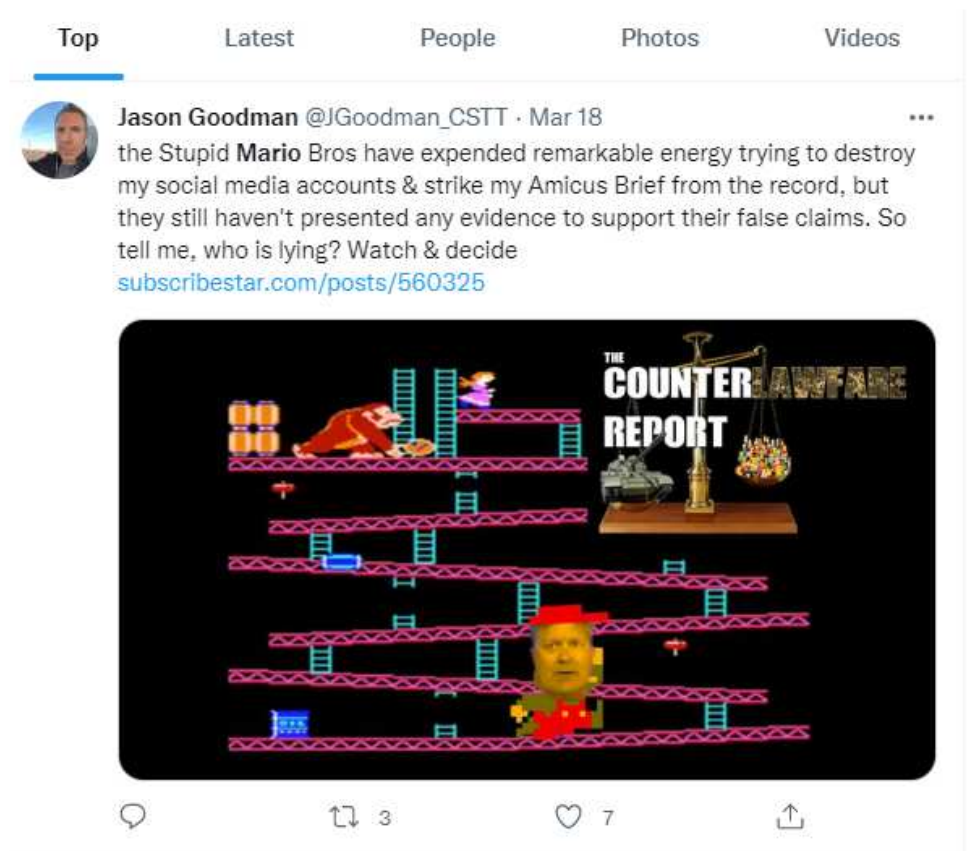 Top Latest People Photos Videos
Jason Goodman @JGoodman_CSTT · Mar 18
the Stupid Mario Bros have expended remarkable energy trying to destroy
my social media accounts & strike my Amicus Brief from the record, but
they still haven't presented any evidence to support their false claims. So
tell me, who is lying? Watch & decide
subscribestar.com/posts/560325
THE
COUNTERLAWFARE
REPORT
OIL
3
7